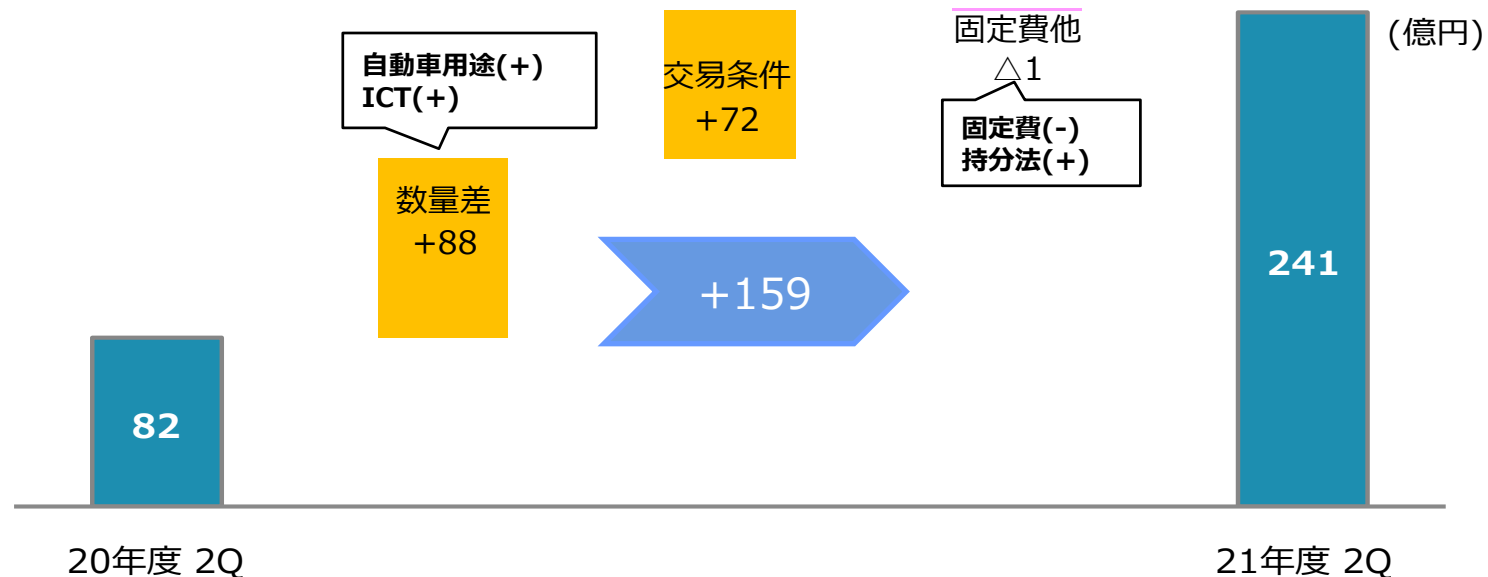 (億円)
自動車用途(+)
ICT(+)
数量差
+88
交易条件
+72
固定費他
△1
固定費(-)
持分法(+)
+159
82
241
20年度 2Q
21年度 2Q